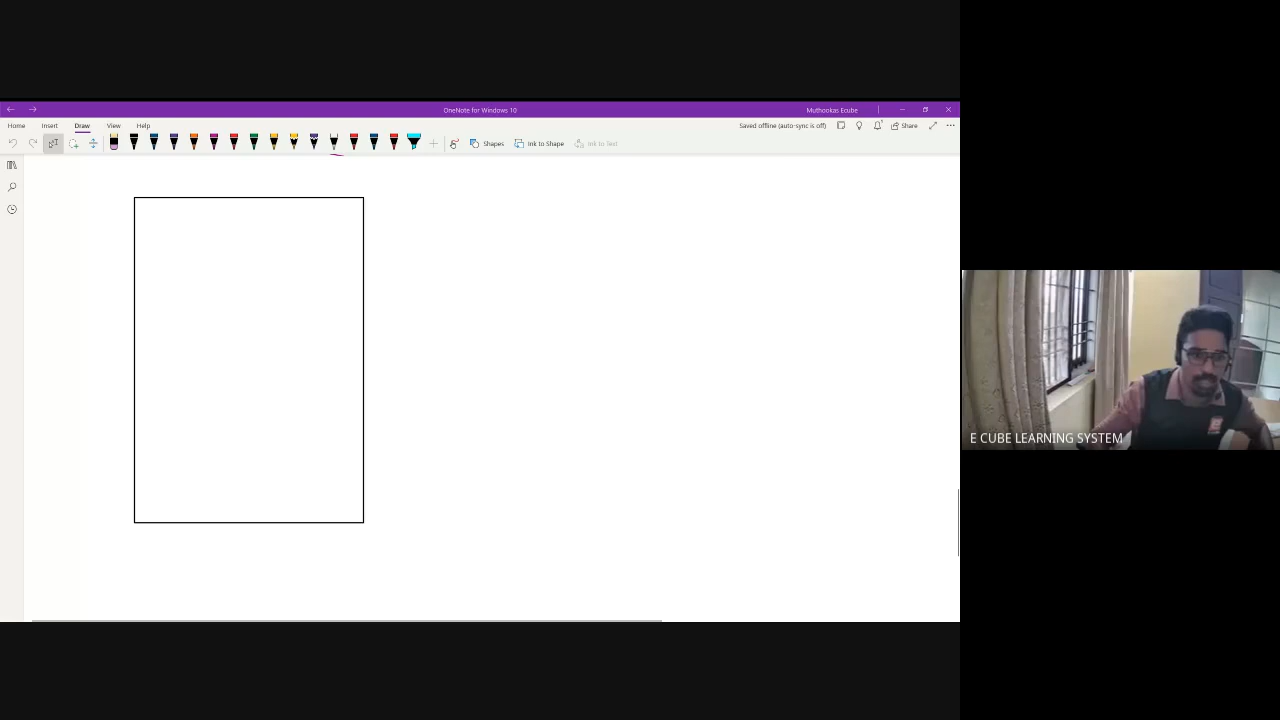 OneNote for Windows 10
Muthookas Ecube
Home Insert Draw View Help
Saved offline (auto-sync is off)
Share
Shapes
Ink to Shape
Ink to Text
E CUBE LEARNING SYSTEM